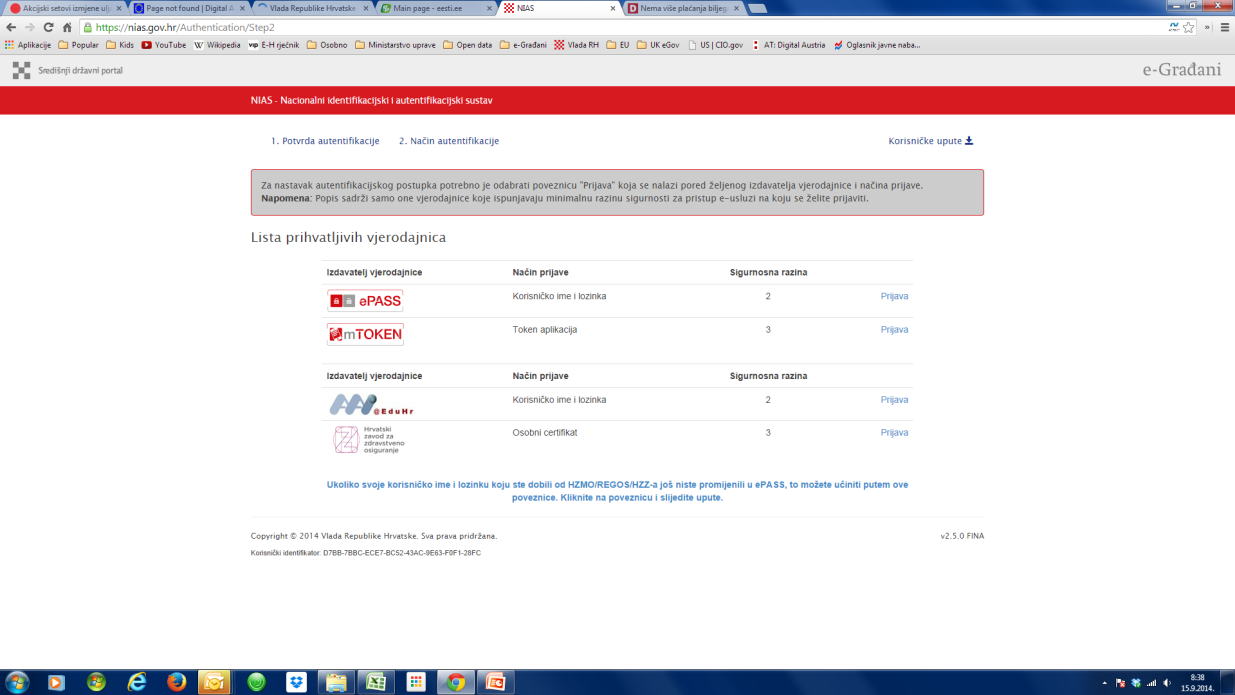 Akcijski setovi izmjene ulj
Page not found | Digital A
Vlada Republike Hrvatske
Main page - eesti.ee
NIAS
Nema više plaćanja biljeg
https://nias.gov.hr/Authentication/Step2
Aplikacije Popular Kids YouTube Wikipedia E-H rječnik Osobno Ministarstvo uprave Open data e-Građani Vlada RH EU UK eGov US | CIO.gov AT: Digital Austria Oglasnik javne naba...
Središnji državni portal
e-Građani
NIAS - Nacionalni identifikacijski i autentifikacijski sustav
1. Potvrda autentifikacije 2. Način autentifikacije Korisničke upute
Za nastavak autentifikacijskog postupka potrebno je odabrati poveznicu "Prijava" koja se nalazi pored željenog izdavatelja vjerodajnice i načina prijave.
Napomena: Popis sadrži samo one vjerodajnice koje ispunjavaju minimalnu razinu sigurnosti za pristup e-usluzi na koju se želite prijaviti.
Lista prihvatljivih vjerodajnica
Izdavatelj vjerodajnice Način prijave Sigurnosna razina
ePASS Korisničko ime i lozinka 2 Prijava
mTOKEN Token aplikacija 3 Prijava
Izdavatelj vjerodajnice Način prijave Sigurnosna razina
AAI@EduHr Korisničko ime i lozinka 2 Prijava
Hrvatski
zavod za
zdravstveno
osiguranje
Osobni certifikat 3 Prijava
Ukoliko svoje korisničko ime i lozinku koju ste dobili od HZMO/REGOS/HZZ-a još niste promijenili u ePASS, to možete učiniti putem ove
poveznice. Kliknite na poveznicu i slijedite upute.
Copyright © 2014 Vlada Republike Hrvatske. Sva prava pridržana. v2.5.0 FINA
Korisnički identifikator: D7BB-7BBC-ECE7-BC52-43AC-9E63-F0F1-28FC
8:38
15.9.2014.